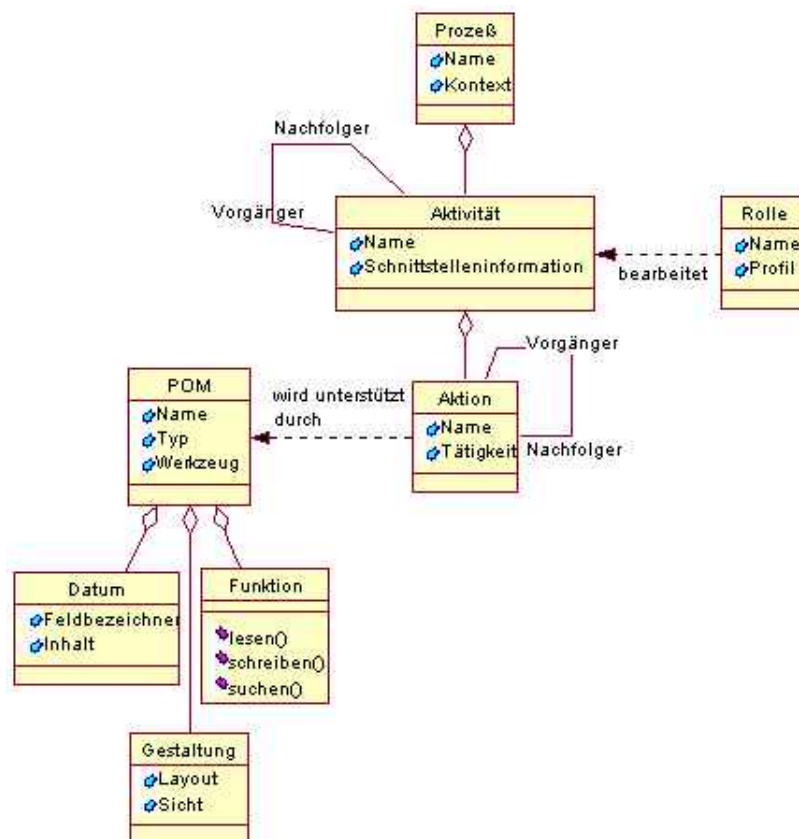 Prozeß
Name
Kontext
Nachfolger
Vorgänger
Aktivität
Name
Schnittstelleninformation
Rolle
Name
Profil
bearbeitet
Vorgänger
Aktion
Name
Tätigkeit
Nachfolger
wird unterstützt
durch
POM
Name
Typ
Werkzeug
Datum
Feldbezeichner
Inhalt
Funktion
lesen()
schreiben()
suchen()
Gestaltung
Layout
Sicht